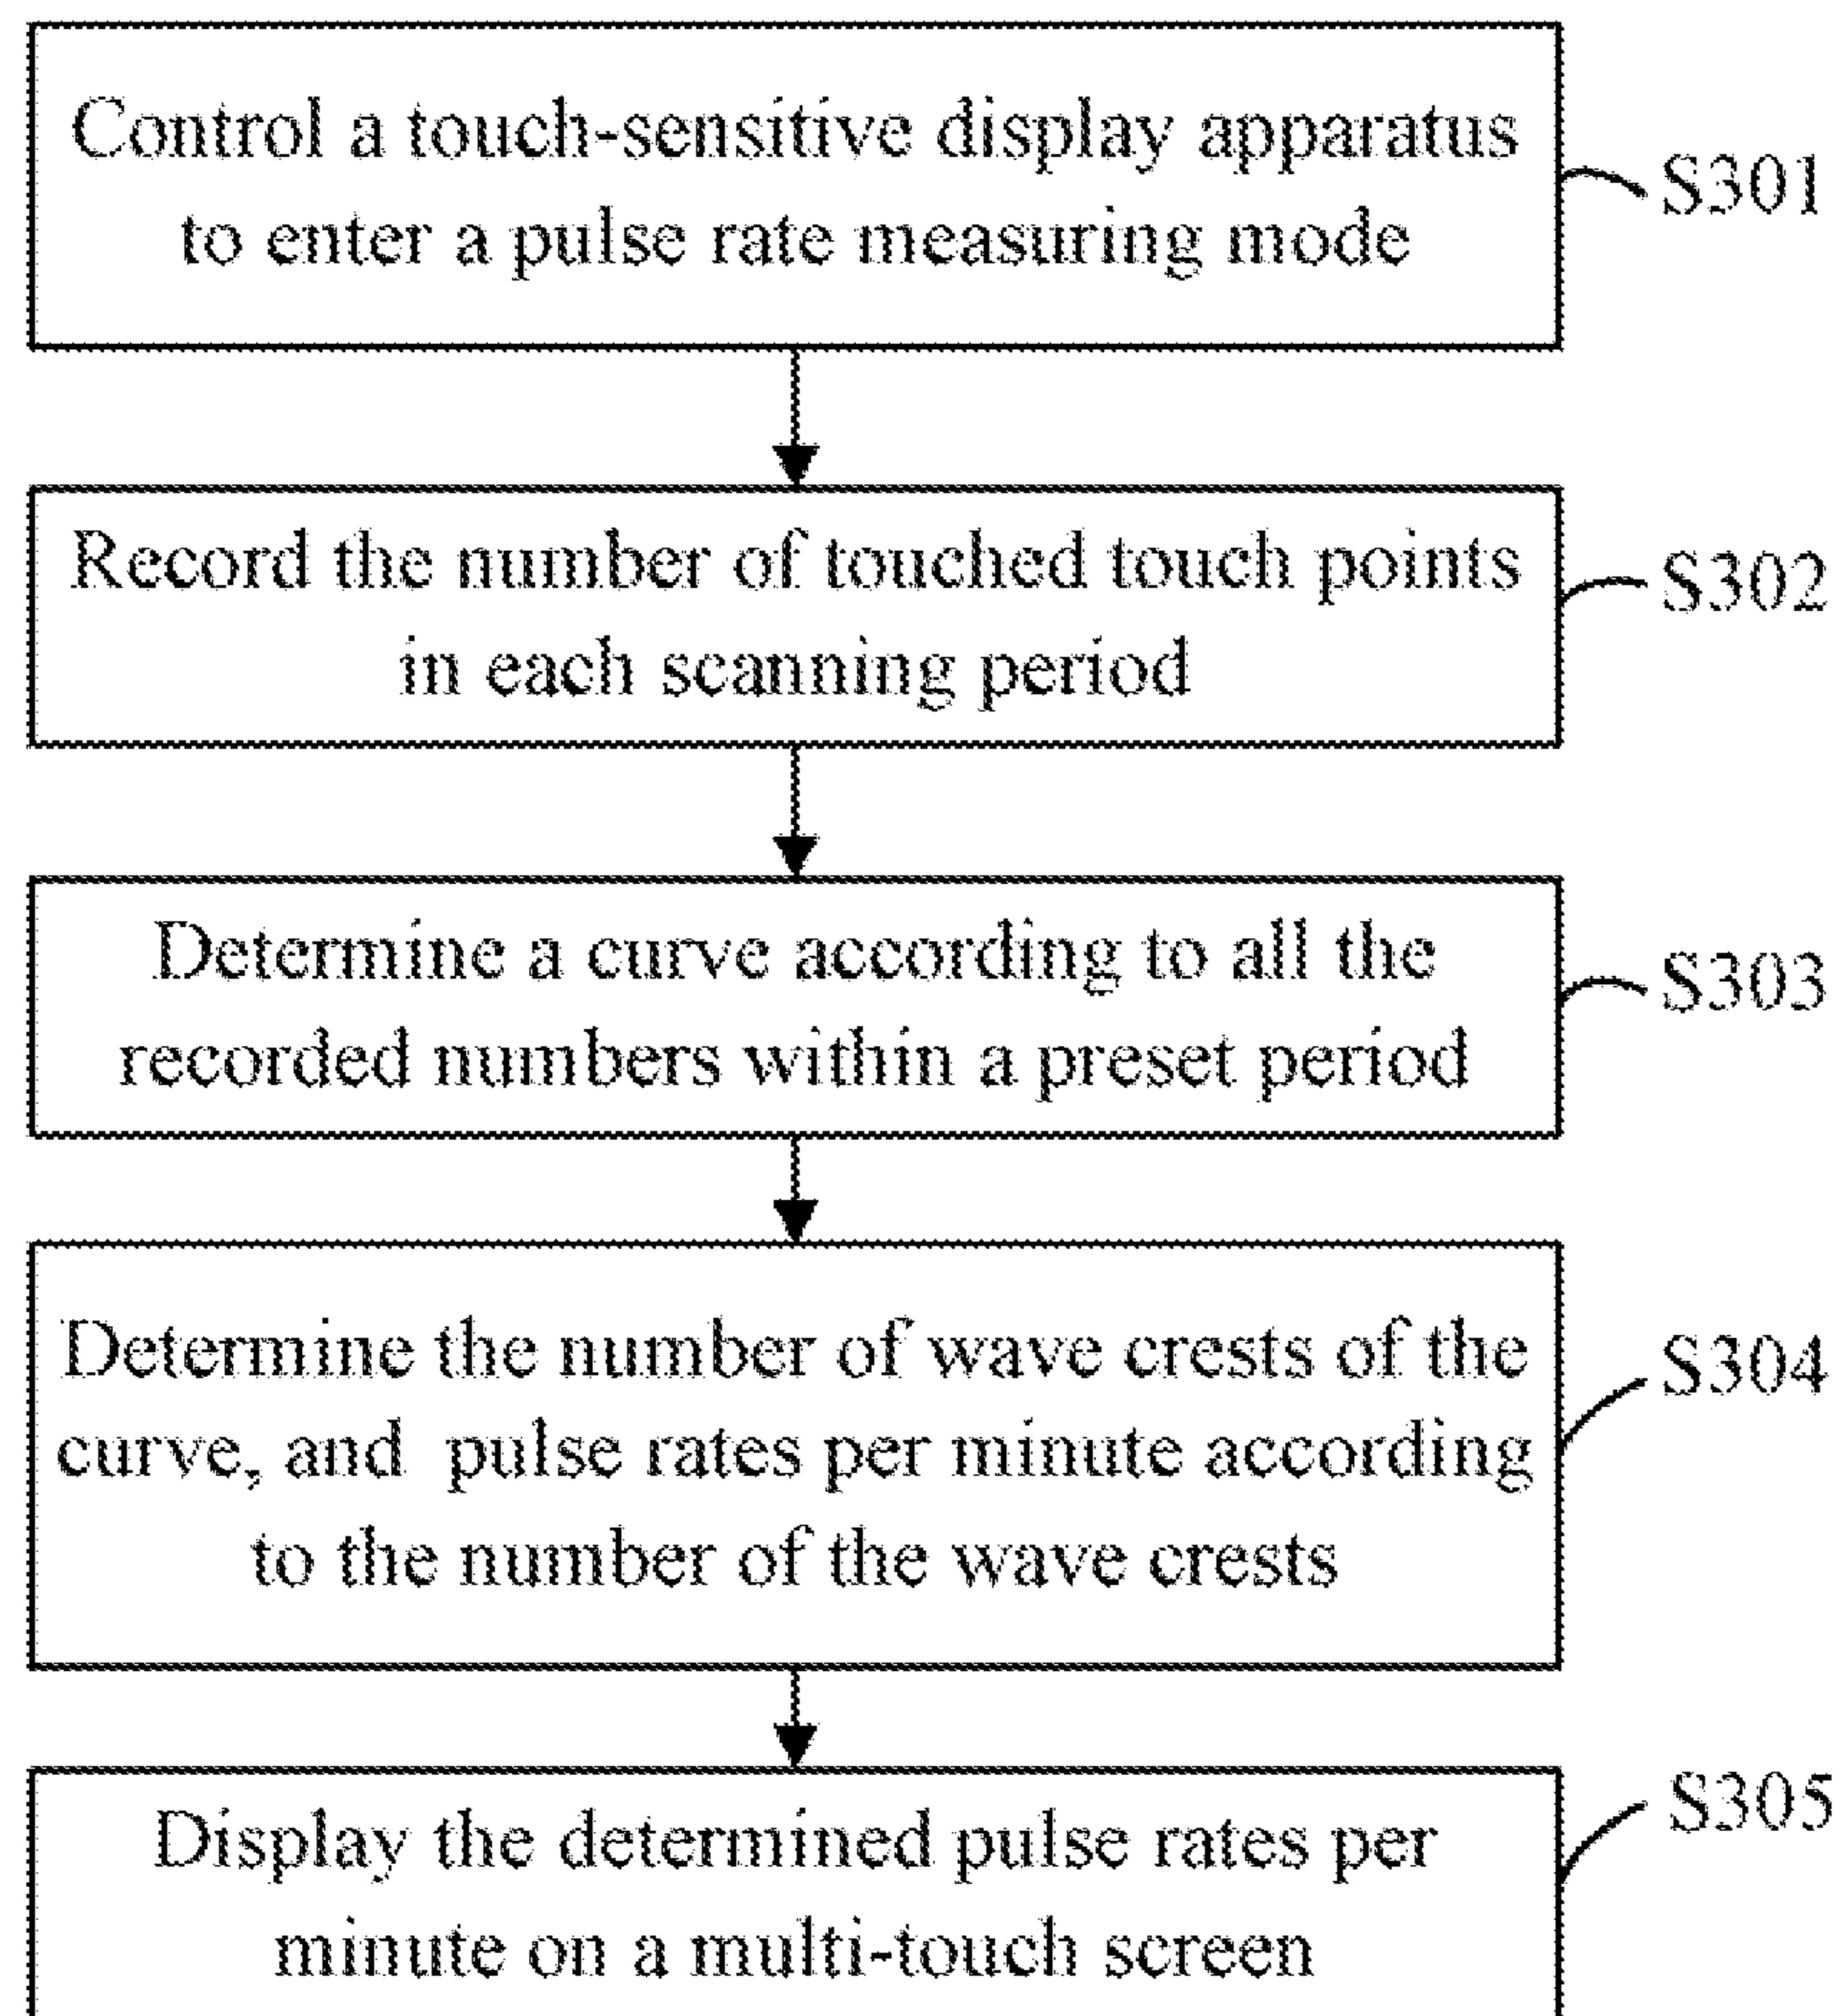 Control a touch-sensitive display apparatus
to enter a pulse rate measuring mode
S301
Record the number of touched touch points
in each scanning period
S302
Determine a curve according to all the
recorded numbers within a preset period
S303
Determine the number of wave crests of the
curve, and pulse rates per minute according
to the number of the wave crests
S304
Display the determined pulse rates per
minute on a multi-touch screen
S305